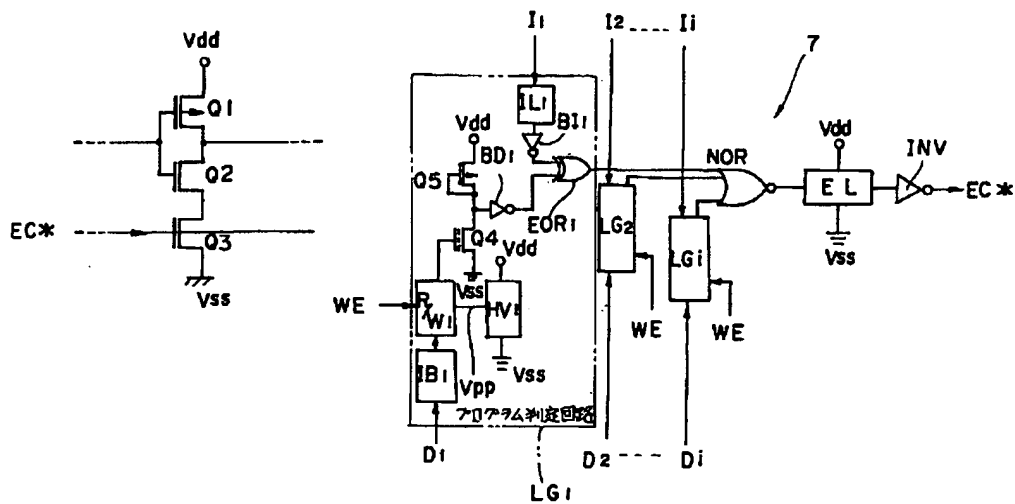 Vdd
Q1
Q2
EC*
Q3
Vss
I1
I2
Ii
7
IL1
BI1
Vdd
BD1
Q5
EOR1
NOR
Vdd
INV
EL
EC*
Vss
Q4
Vdd
Vss
LG2
LGi
WE
R/W1
HV1
WE
WE
IB1
Vpp
Vss
プログラム判定回路
D1
D2
Di
LG1